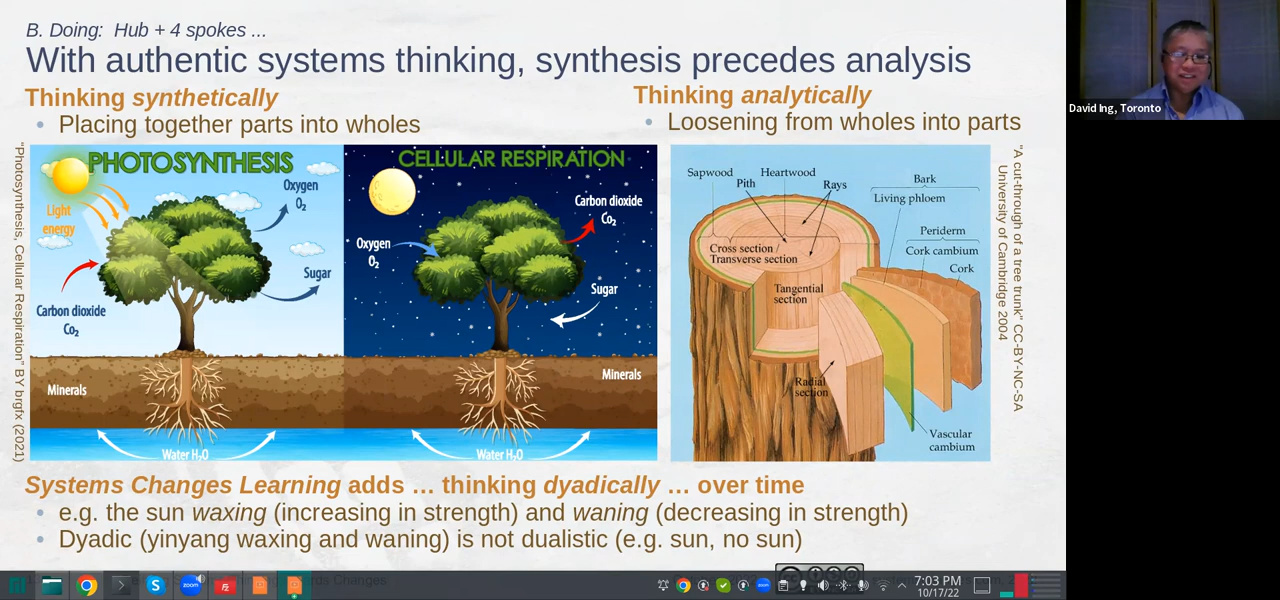 B. Doing:  Hub + 4 spokes ...
With authentic systems thinking, synthesis precedes analysis
Thinking synthetically
• Placing together parts into wholes
Thinking analytically
• Loosening from wholes into parts
"Photosynthesis, Cellular Respiration" BY brgfx (2021)
PHOTOSYNTHESIS
Light
energy
Oxygen
O₂
Sugar
Carbon dioxide
Co₂
Minerals
Water H₂O
CELLULAR RESPIRATION
Carbon dioxide
Co₂
Oxygen
O₂
Sugar
Minerals
Water H₂O
Sapwood
Pith
Heartwood
Rays
Bark
Living phloem
Periderm
Cork cambium
Cork
Cross section /
Transverse section
Tangential
section
Radial
section
Vascular
cambium
"A cut-through of a tree trunk" CC-BY-NC-SA
University of Cambridge 2004
Systems Changes Learning adds … thinking dyadically … over time
• e.g. the sun waxing (increasing in strength) and waning (decreasing in strength)
• Dyadic (yinyang waxing and waning) is not dualistic (e.g. sun, no sun)
David Ing, Toronto
zoom
zoom
7:03 PM
10/17/22